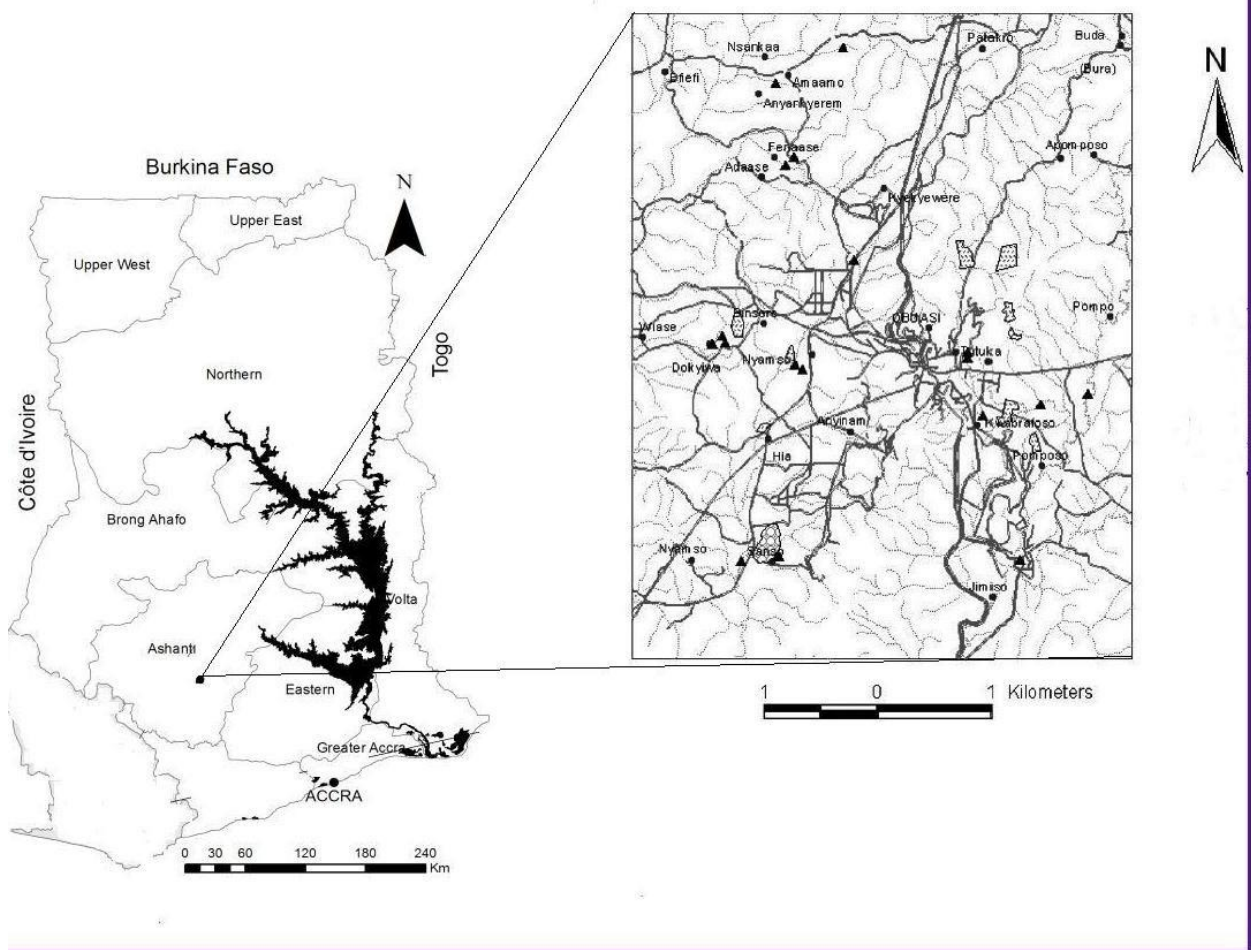 Burkina Faso
N
Upper East
Upper West
Northern
Togo
Côte d'Ivoire
Brong Ahafo
Volta
Ashanti
Eastern
Greater Accra
ACCRA
0 30 60 120 180 240
Km
N
Nsankaa
Patakro
Buda
(Bura)
Briefi
Amaamo
Anyankyerem
Fenaase
Adaase
Apomposo
Kyekyewere
Pompo
Binsere
OBUASI
Wiase
Dokyiwa
Nyamso
Tutuka
Anyinam
Kwabrafoso
Hia
Pomposo
Nyamso
Sanso
Jimiso
1 0 1 Kilometers